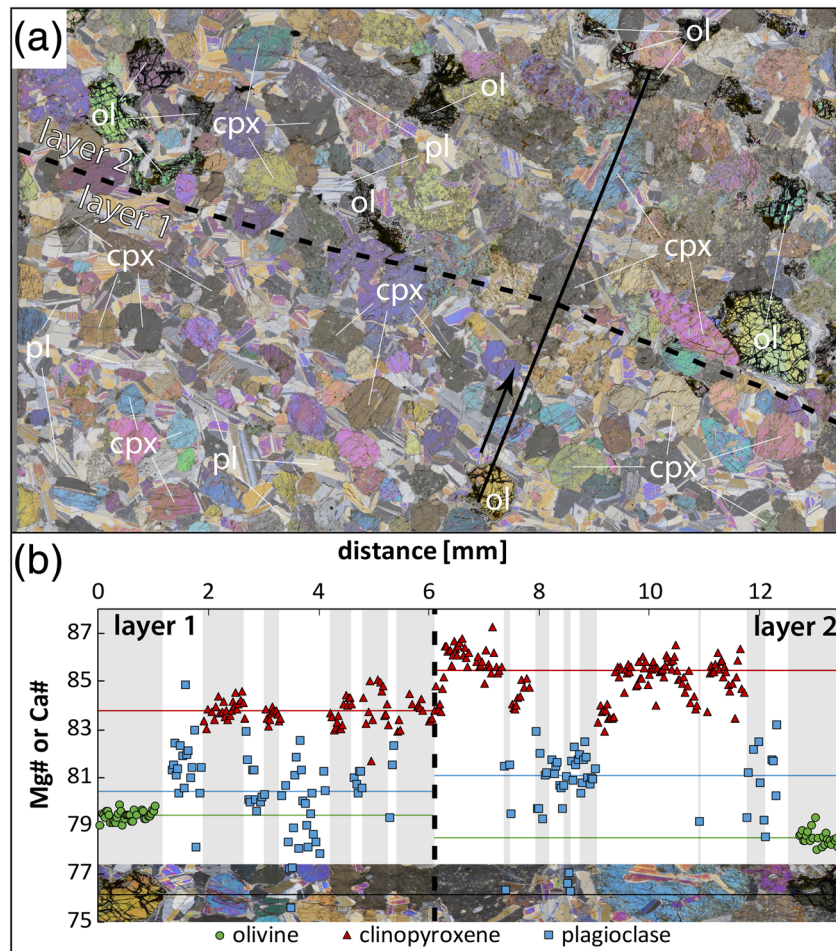 (a)
ol
ol
cpx
ol
ol
layer 2
layer 1
pl
ol
cpx
cpx
cpx
ol
pl
cpx
pl
cpx
ol
(b)
distance [mm]
0 2 4 6 8 10 12
layer 1
layer 2
87
85
83
81
79
77
75
Mg# or Ca#
olivine clinopyroxene plagioclase